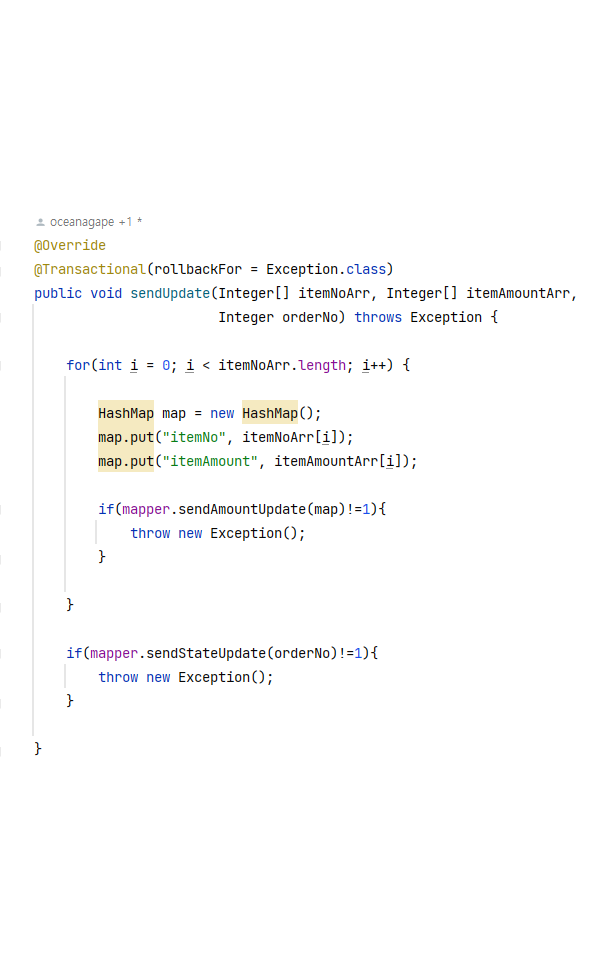 oceanagape +1 *
@Override
@Transactional(rollbackFor = Exception.class)
public void sendUpdate(Integer[] itemNoArr, Integer[] itemAmountArr,
Integer orderNo) throws Exception {
for(int i = 0; i < itemNoArr.length; i++) {
HashMap map = new HashMap();
map.put("itemNo", itemNoArr[i]);
map.put("itemAmount", itemAmountArr[i]);
if(mapper.sendAmountUpdate(map)!=1){
throw new Exception();
}
}
if(mapper.sendStateUpdate(orderNo)!=1){
throw new Exception();
}
}